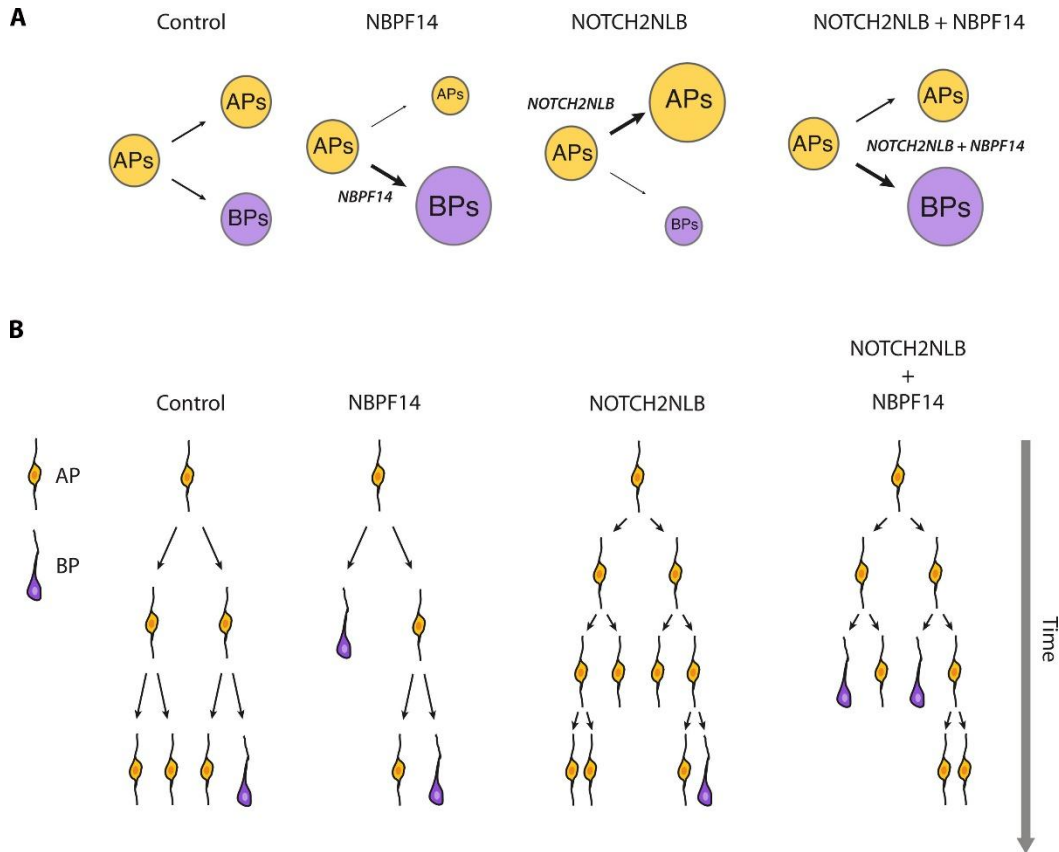 A
Control
NBPF14
NOTCH2NLB
NOTCH2NLB + NBPF14
APs
APs
BPs
APs
APs
NBPF14
BPs
NOTCH2NLB
APs
APs
BPs
APs
APs
NOTCH2NLB + NBPF14
BPs
B
Control
NBPF14
NOTCH2NLB
NOTCH2NLB
+
NBPF14
AP
BP
Time